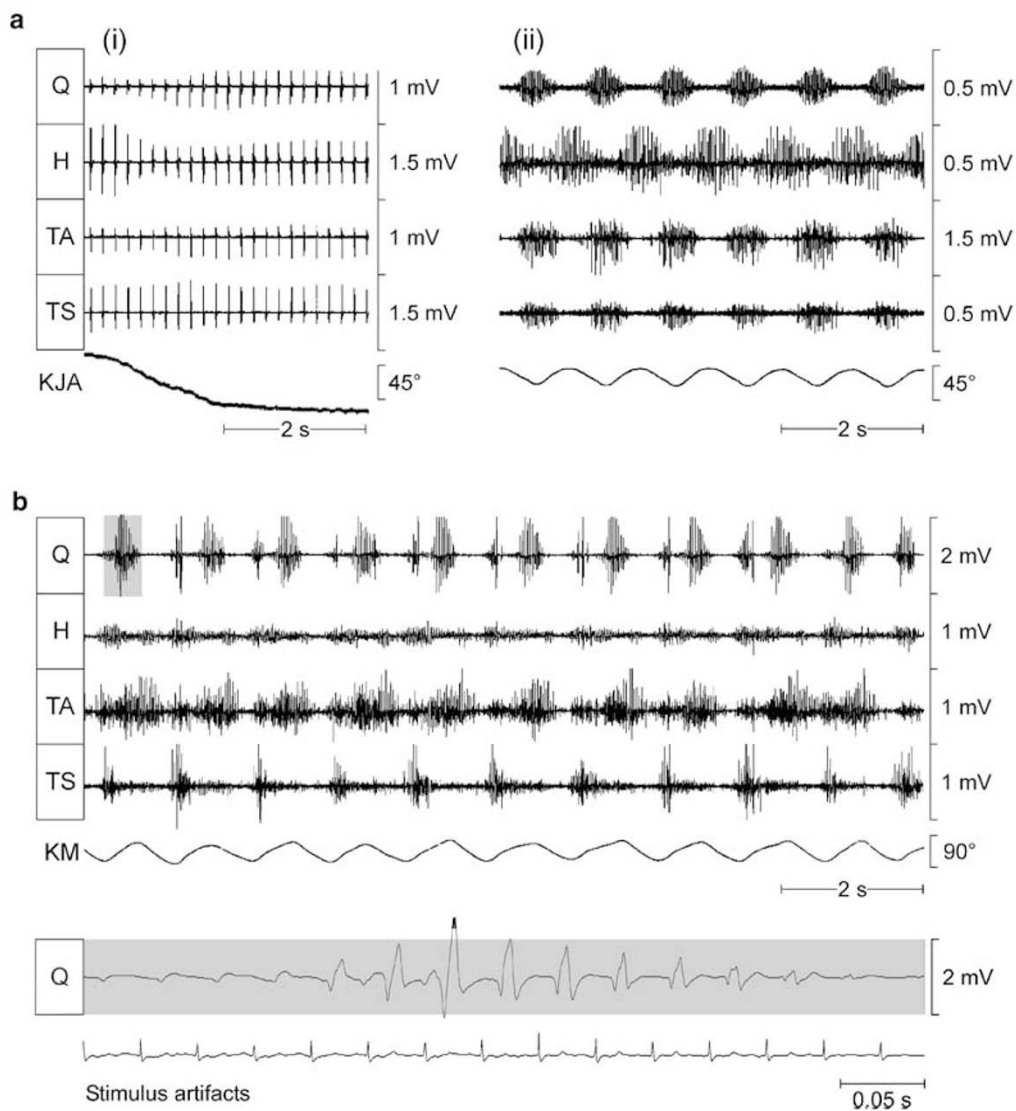 a
(i)
(ii)
Q
1 mV
0.5 mV
H
1.5 mV
0.5 mV
TA
1 mV
1.5 mV
TS
1.5 mV
0.5 mV
KJA
45°
45°
2 s
2 s
b
Q
2 mV
H
1 mV
TA
1 mV
TS
1 mV
KM
90°
2 s
Q
2 mV
Stimulus artifacts
0.05 s